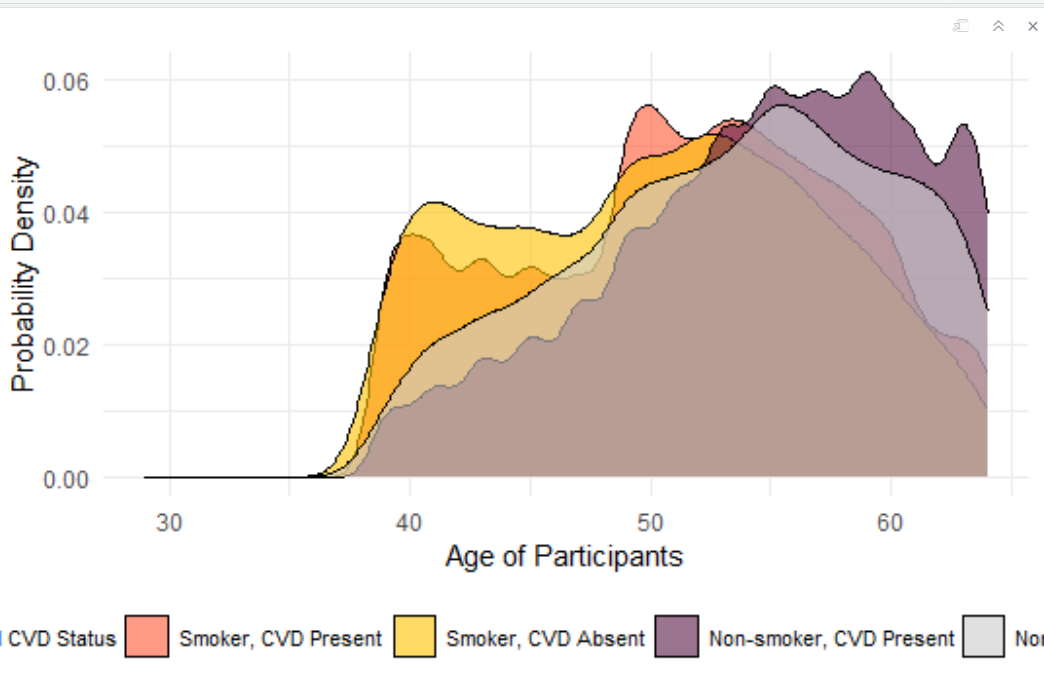 0.06
0.04
0.02
0.00
Probability Density
30 40 50 60
Age of Participants
CVD Status Smoker, CVD Present Smoker, CVD Absent Non-smoker, CVD Present